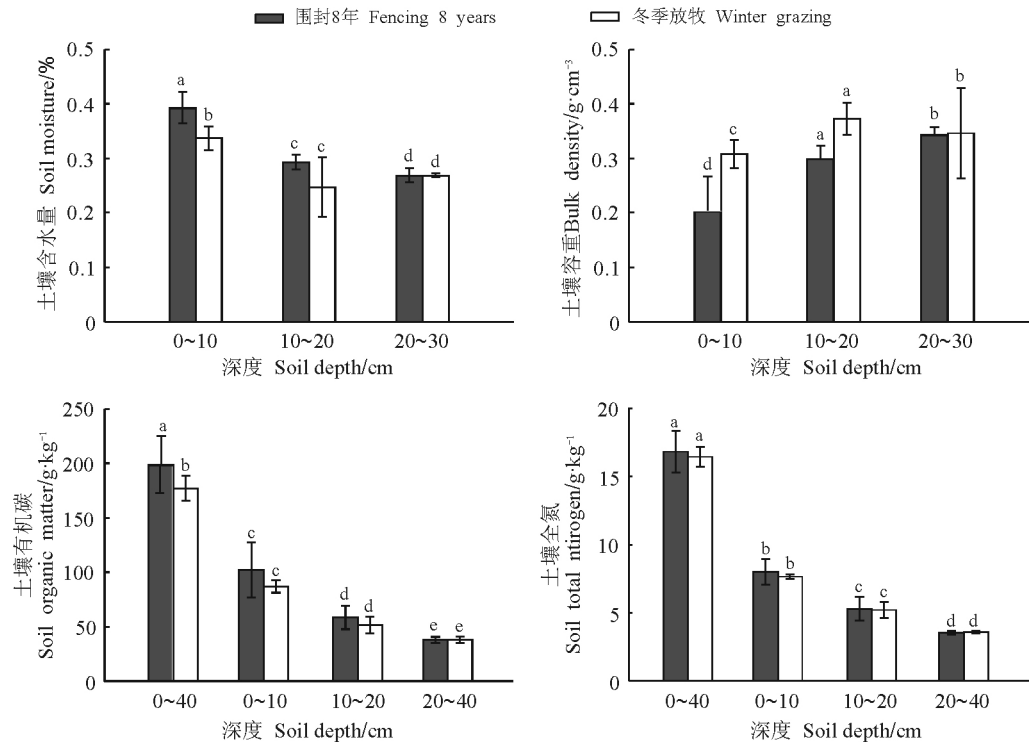 围封8年 Fencing 8 years
冬季放牧 Winter grazing
土壤含水量 Soil moisture/%
0.5
0.4
0.3
0.2
0.1
0
a
b
c
c
d
d
0~10
10~20
20~30
深度 Soil depth/cm
土壤容重Bulk density/g·cm⁻³
0.5
0.4
0.3
0.2
0.1
0
d
c
a
a
b
b
0~10
10~20
20~30
深度 Soil depth/cm
土壤有机碳
Soil organic matter/g·kg⁻¹
250
200
150
100
50
0
a
b
c
c
d
d
e
e
0~40
0~10
10~20
20~40
深度 Soil depth/cm
土壤全氮
Soil total ntirogen/g·kg⁻¹
20
15
10
5
0
a
a
b
b
c
c
d
d
0~40
0~10
10~20
20~40
深度 Soil depth/cm